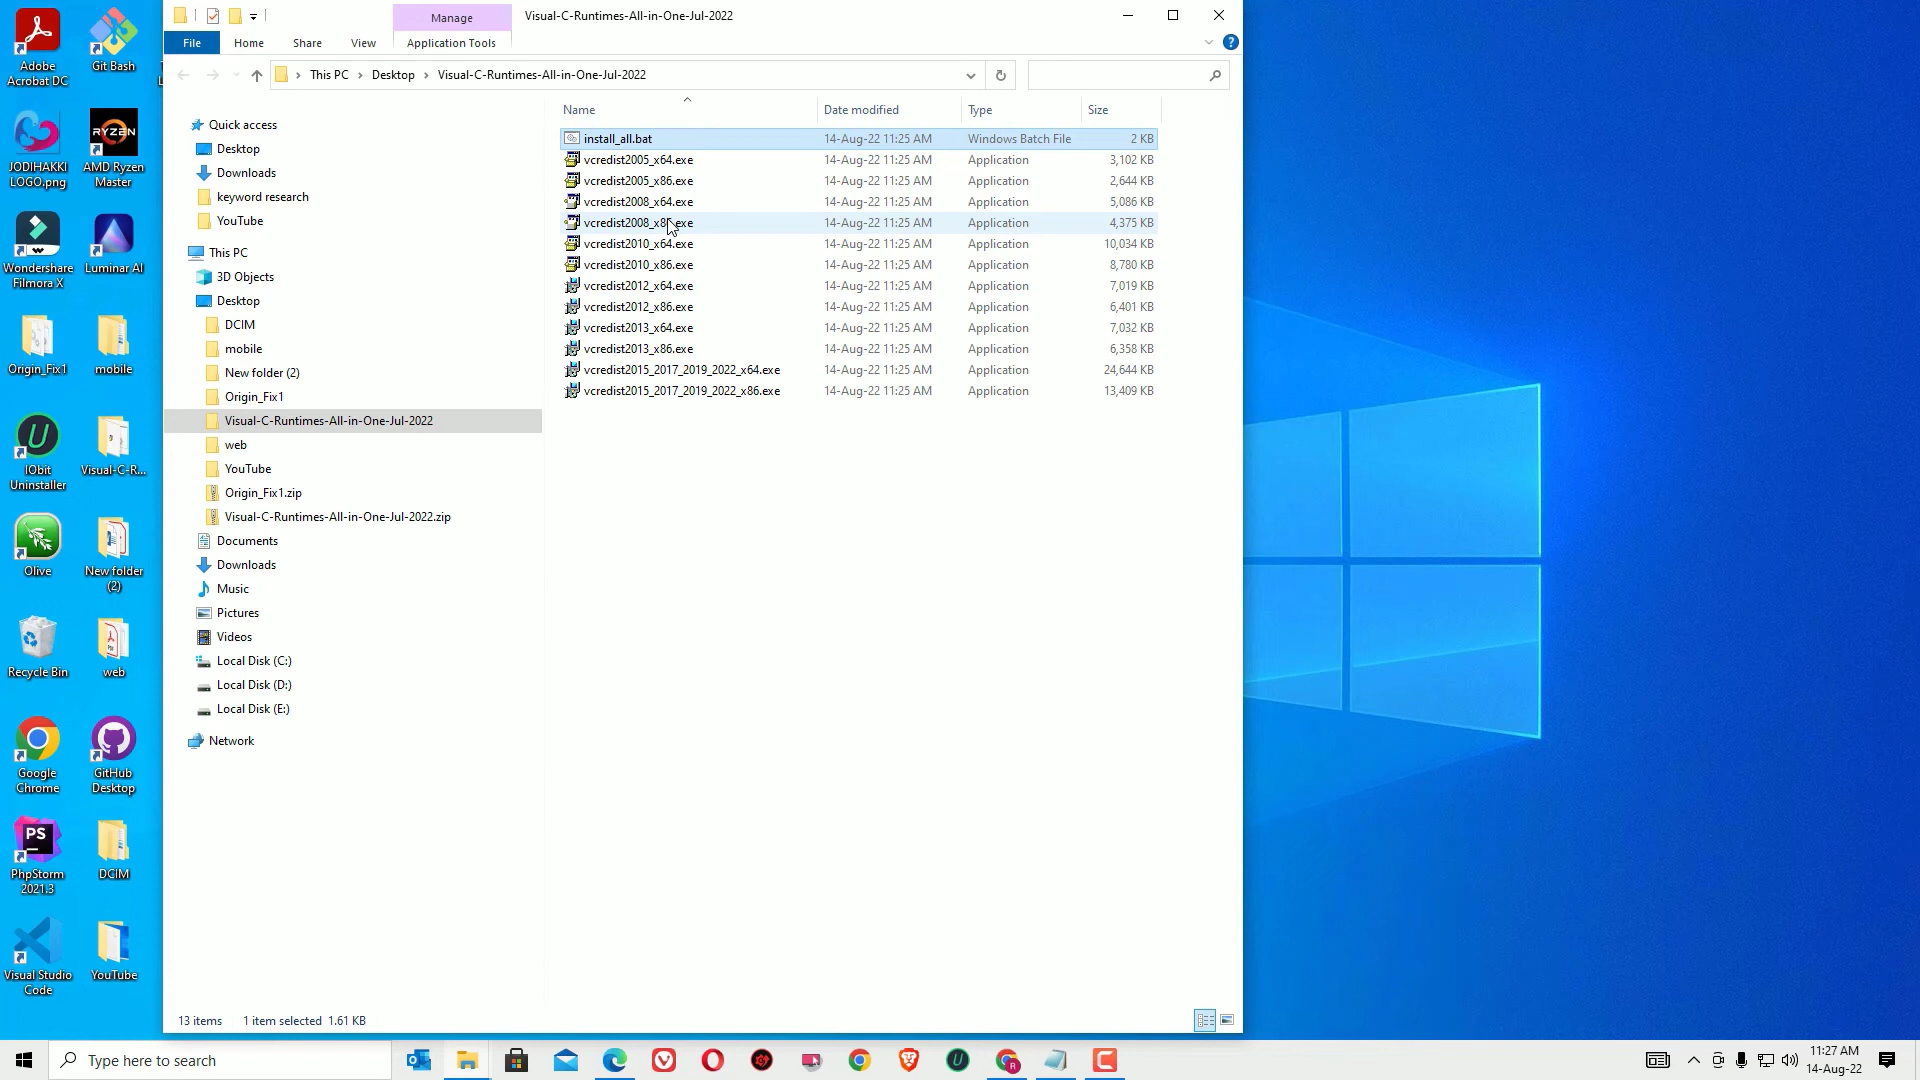 Manage
Visual-C-Runtimes-All-in-One-Jul-2022
File
Home
Share
View
Application Tools
This PC
Desktop
Visual-C-Runtimes-All-in-One-Jul-2022
Name
Date modified
Type
Size
install_all.bat 14-Aug-22 11:25 AM Windows Batch File 2 KB
vcredist2005_x64.exe 14-Aug-22 11:25 AM Application 3,102 KB
vcredist2005_x86.exe 14-Aug-22 11:25 AM Application 2,644 KB
vcredist2008_x64.exe 14-Aug-22 11:25 AM Application 5,086 KB
vcredist2008_x86.exe 14-Aug-22 11:25 AM Application 4,375 KB
vcredist2010_x64.exe 14-Aug-22 11:25 AM Application 10,034 KB
vcredist2010_x86.exe 14-Aug-22 11:25 AM Application 8,780 KB
vcredist2012_x64.exe 14-Aug-22 11:25 AM Application 7,019 KB
vcredist2012_x86.exe 14-Aug-22 11:25 AM Application 6,401 KB
vcredist2013_x64.exe 14-Aug-22 11:25 AM Application 7,032 KB
vcredist2013_x86.exe 14-Aug-22 11:25 AM Application 6,358 KB
vcredist2015_2017_2019_2022_x64.exe 14-Aug-22 11:25 AM Application 24,644 KB
vcredist2015_2017_2019_2022_x86.exe 14-Aug-22 11:25 AM Application 13,409 KB
Quick access
Desktop
Downloads
keyword research
YouTube
This PC
3D Objects
Desktop
DCIM
mobile
New folder (2)
Origin_Fix1
Visual-C-Runtimes-All-in-One-Jul-2022
web
YouTube
Origin_Fix1.zip
Visual-C-Runtimes-All-in-One-Jul-2022.zip
Documents
Downloads
Music
Pictures
Videos
Local Disk (C:)
Local Disk (D:)
Local Disk (E:)
Network
13 items
1 item selected 1.61 KB
Adobe
Acrobat DC
Git Bash
JODIHAKKI
LOGO.png
RYZEN
AMD Ryzen
Master
Wondershare
Filmora X
Luminar AI
Origin_Fix1
mobile
IObit
Uninstaller
Visual-C-R...
Olive
New folder
(2)
Recycle Bin
web
Google
Chrome
GitHub
Desktop
PS
PhpStorm
2021.3
DCIM
Visual Studio
Code
YouTube
Type here to search
11:27 AM
14-Aug-22